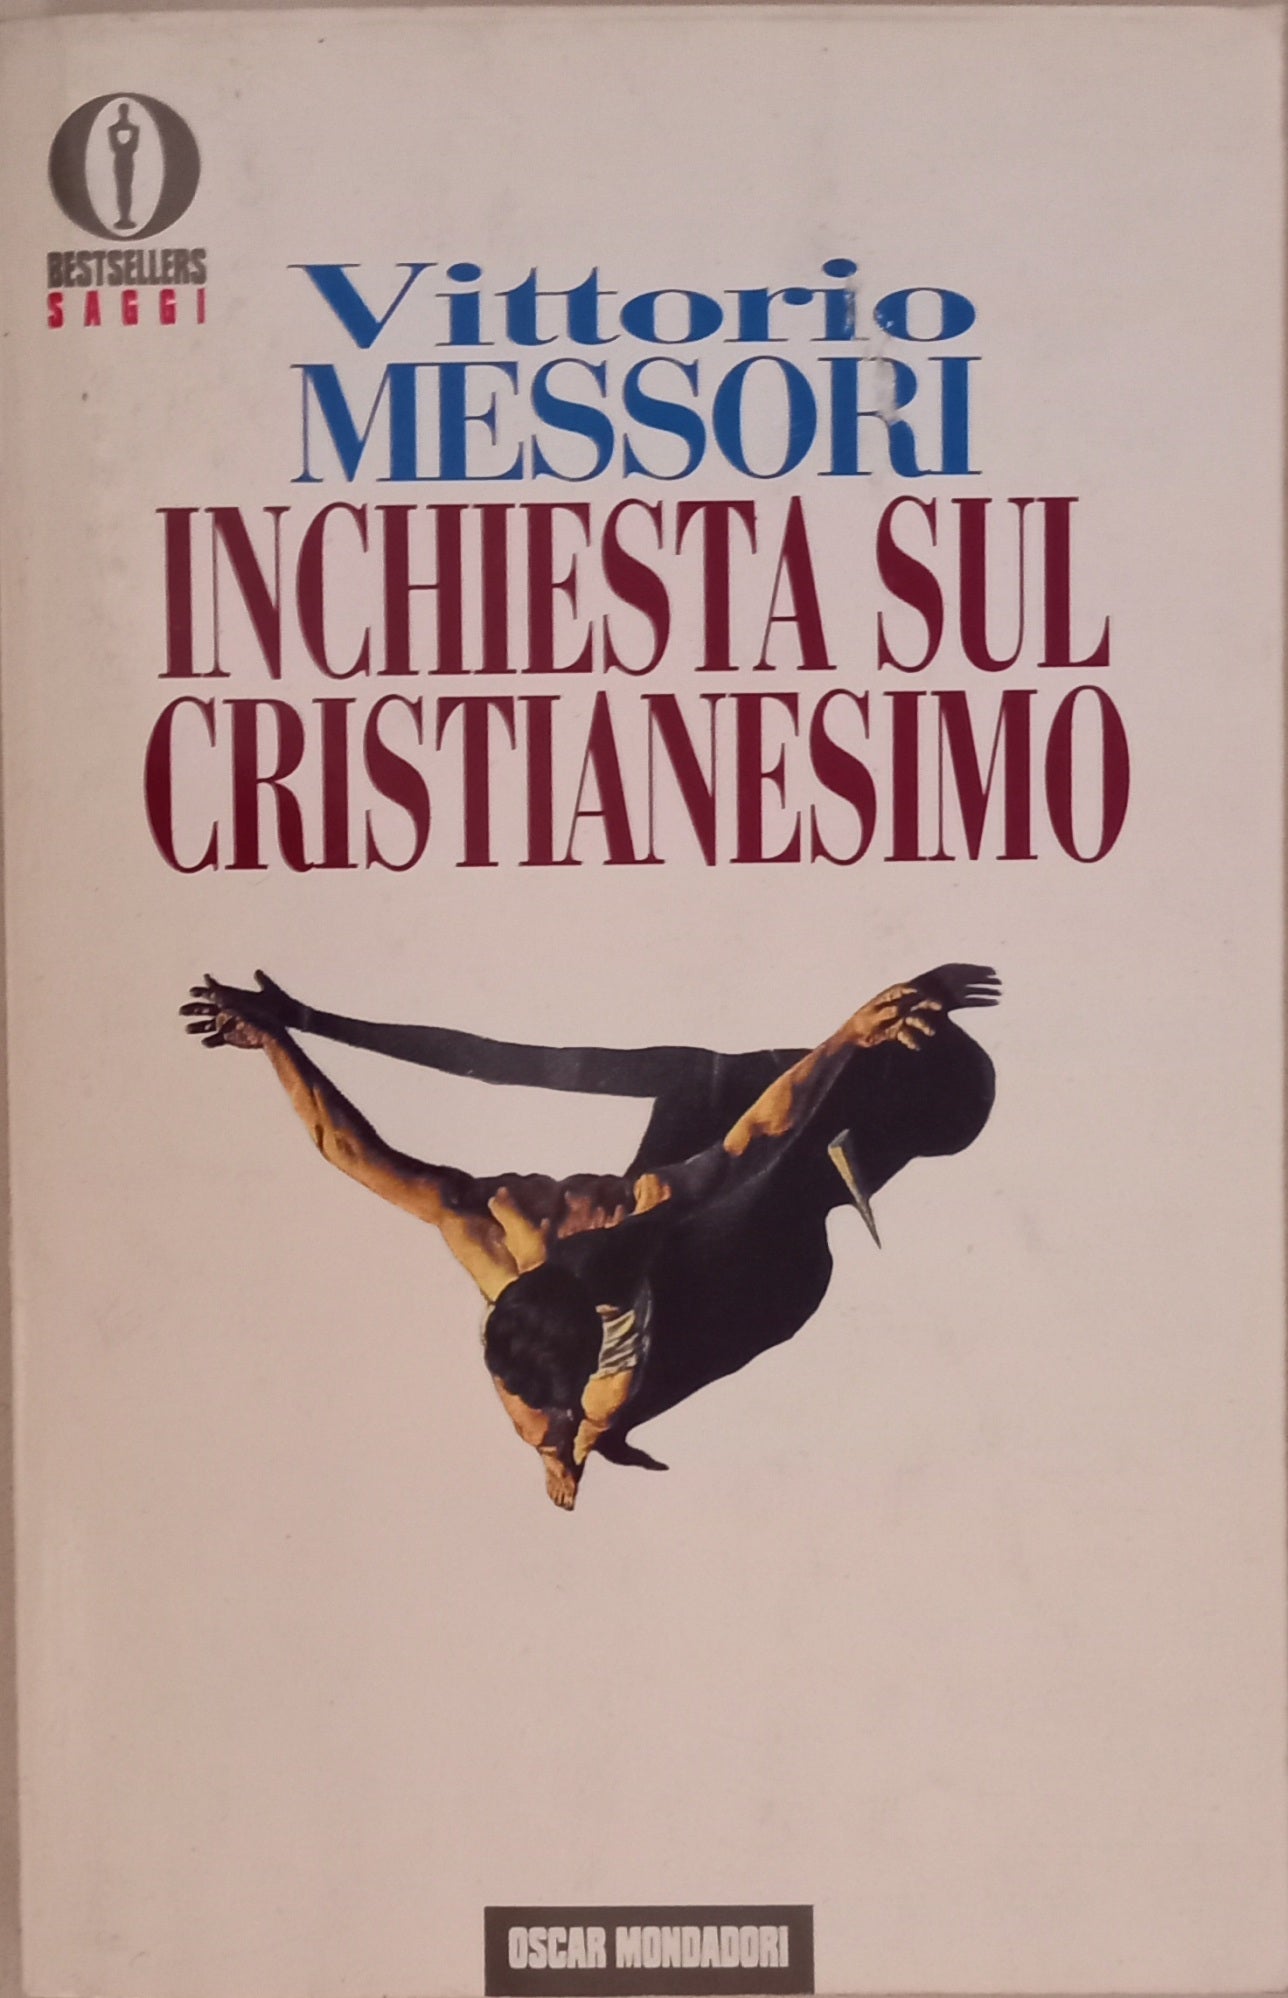 BESTSELLERS
SAGGI
Vittorio
MESSORI
INCHIESTA SUL
CRISTIANESIMO
OSCAR MONDADORI